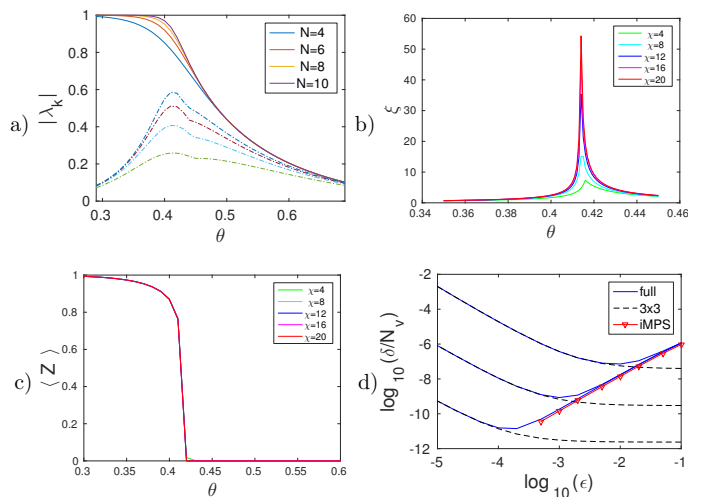 a)
|λk|
1
0.8
0.6
0.4
0.2
0
0.3 0.4 0.5 0.6
θ
N=4
N=6
N=8
N=10
b)
ξ
60
50
40
30
20
10
0
0.34 0.36 0.38 0.4 0.42 0.44 0.46
θ
χ=4
χ=8
χ=12
χ=16
χ=20
c)
⟨ Z ⟩
1
0.8
0.6
0.4
0.2
0
0.3 0.35 0.4 0.45 0.5 0.55 0.6
θ
χ=4
χ=8
χ=12
χ=16
χ=20
d)
log10(δ/Nv)
-2
-4
-6
-8
-10
-12
-5 -4 -3 -2 -1
log10(ϵ)
full
3x3
iMPS